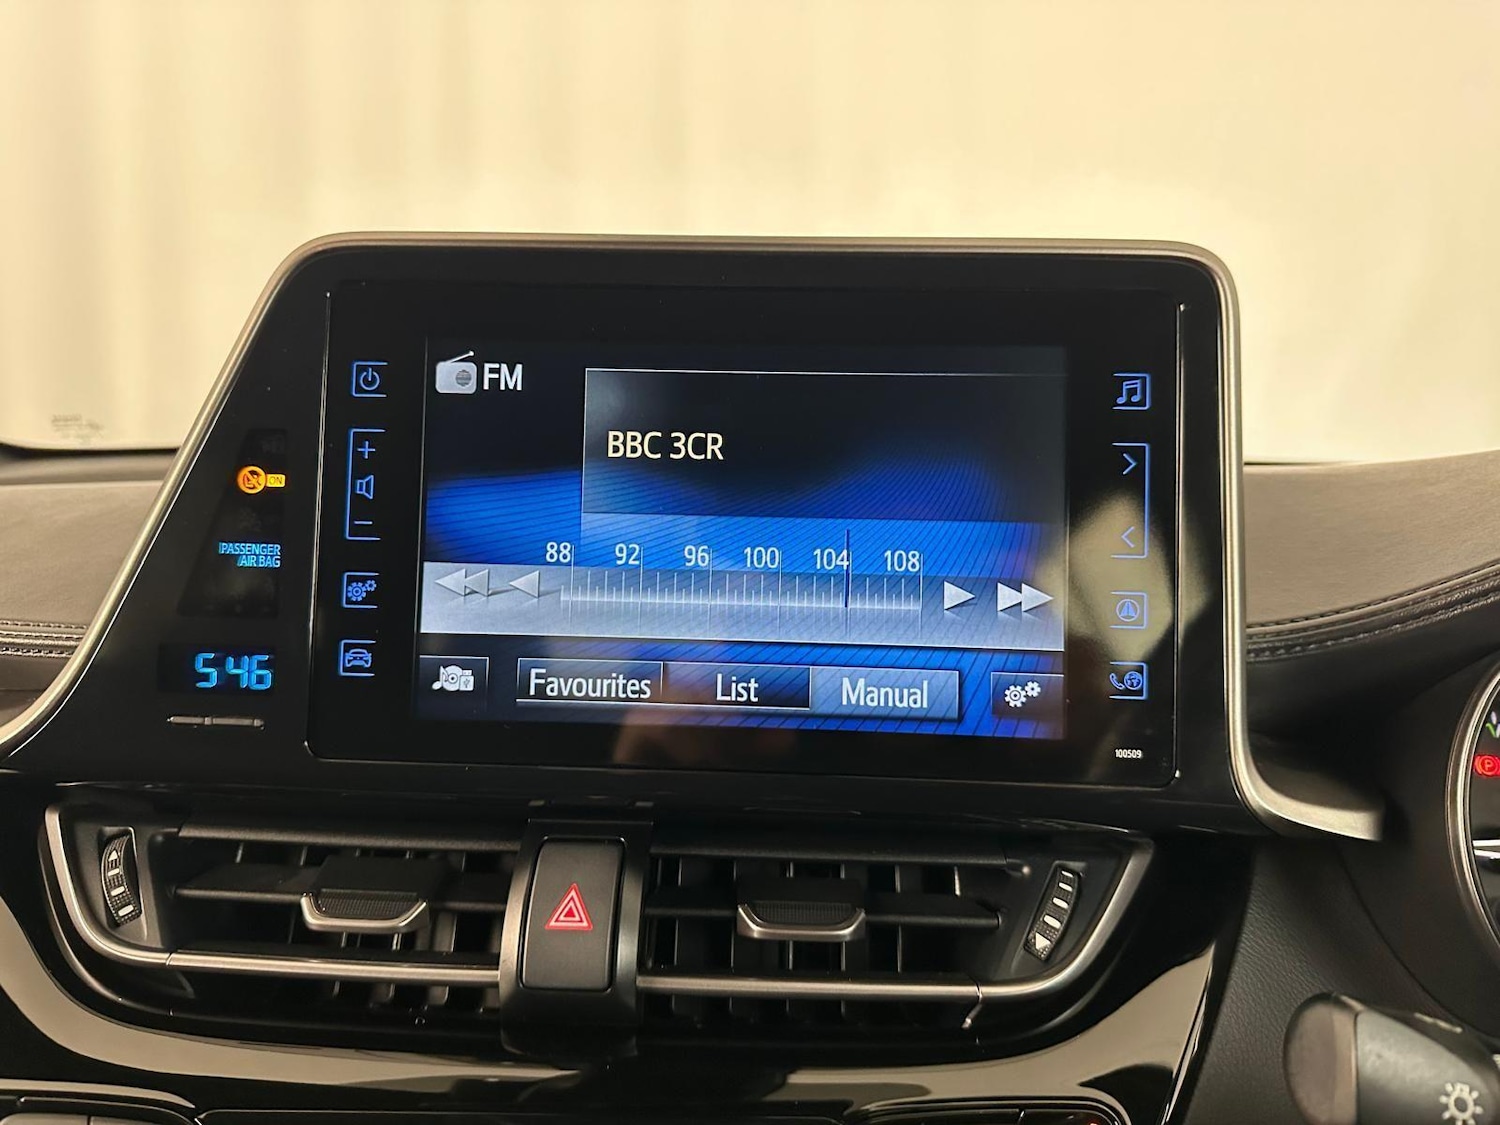 FM
BBC 3CR
88 92 96 100 104 108
Favourites List Manual
ON
PASSENGER
AIR BAG
5:46
100509
P